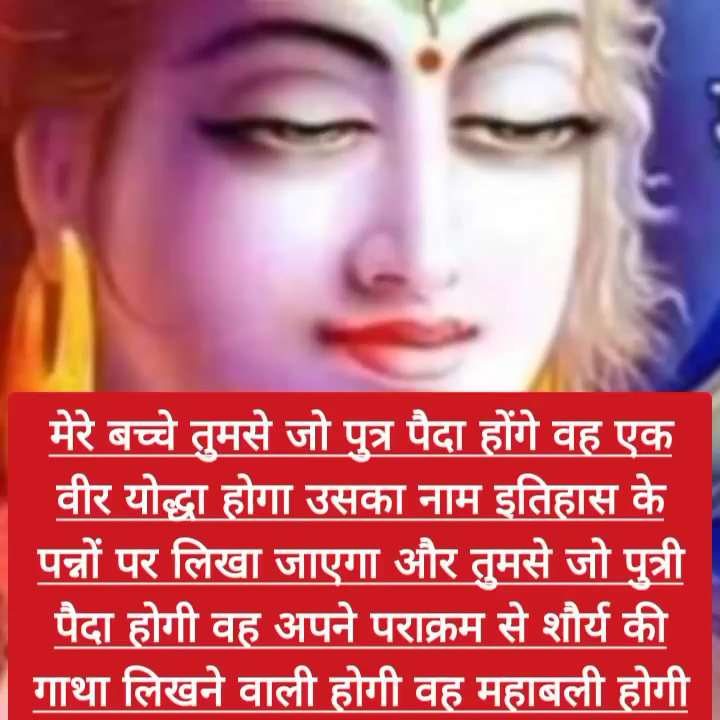 मेरे बच्चे तुमसे जो पुत्र पैदा होंगे वह एक
वीर योद्धा होगा उसका नाम इतिहास के
पन्नों पर लिखा जाएगा और तुमसे जो पुत्री
पैदा होगी वह अपने पराक्रम से शौर्य की
गाथा लिखने वाली होगी वह महाबली होगी